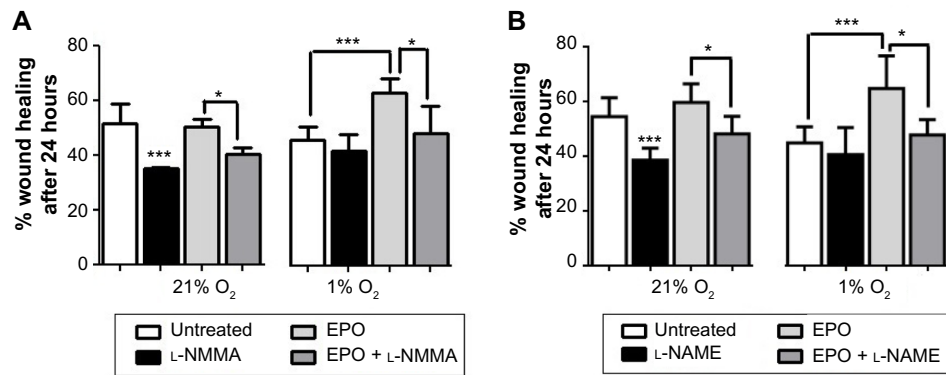 A
% wound healing
after 24 hours
80
60
40
20
0
*
***
***
*
21% O₂
1% O₂
Untreated
EPO
L-NMMA
EPO + L-NMMA
B
% wound healing
after 24 hours
80
60
40
20
0
*
***
***
*
21% O₂
1% O₂
Untreated
EPO
L-NAME
EPO + L-NAME